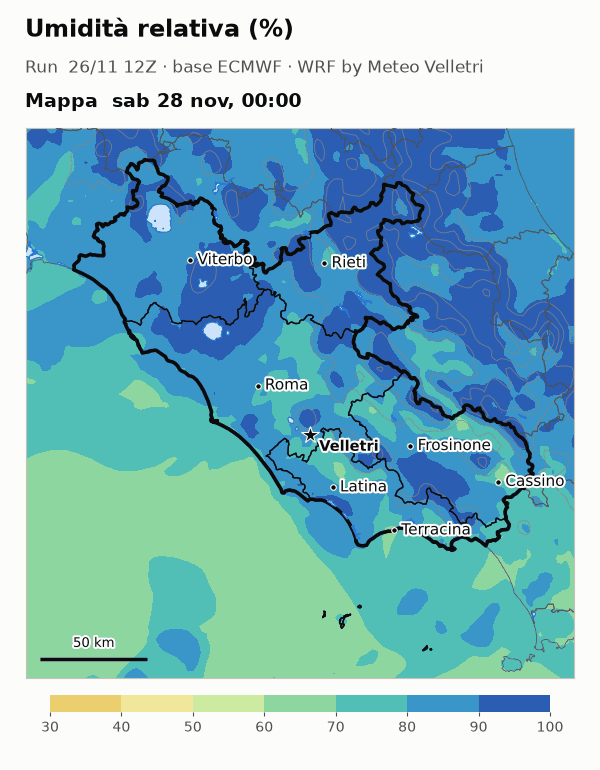 Umidità relativa (%)
Run  26/11 12Z · base ECMWF · WRF by Meteo Velletri
Mappa  sab 28 nov, 00:00
Viterbo
Rieti
Roma
Velletri
Frosinone
Cassino
Latina
Terracina
50 km
30 40 50 60 70 80 90 100